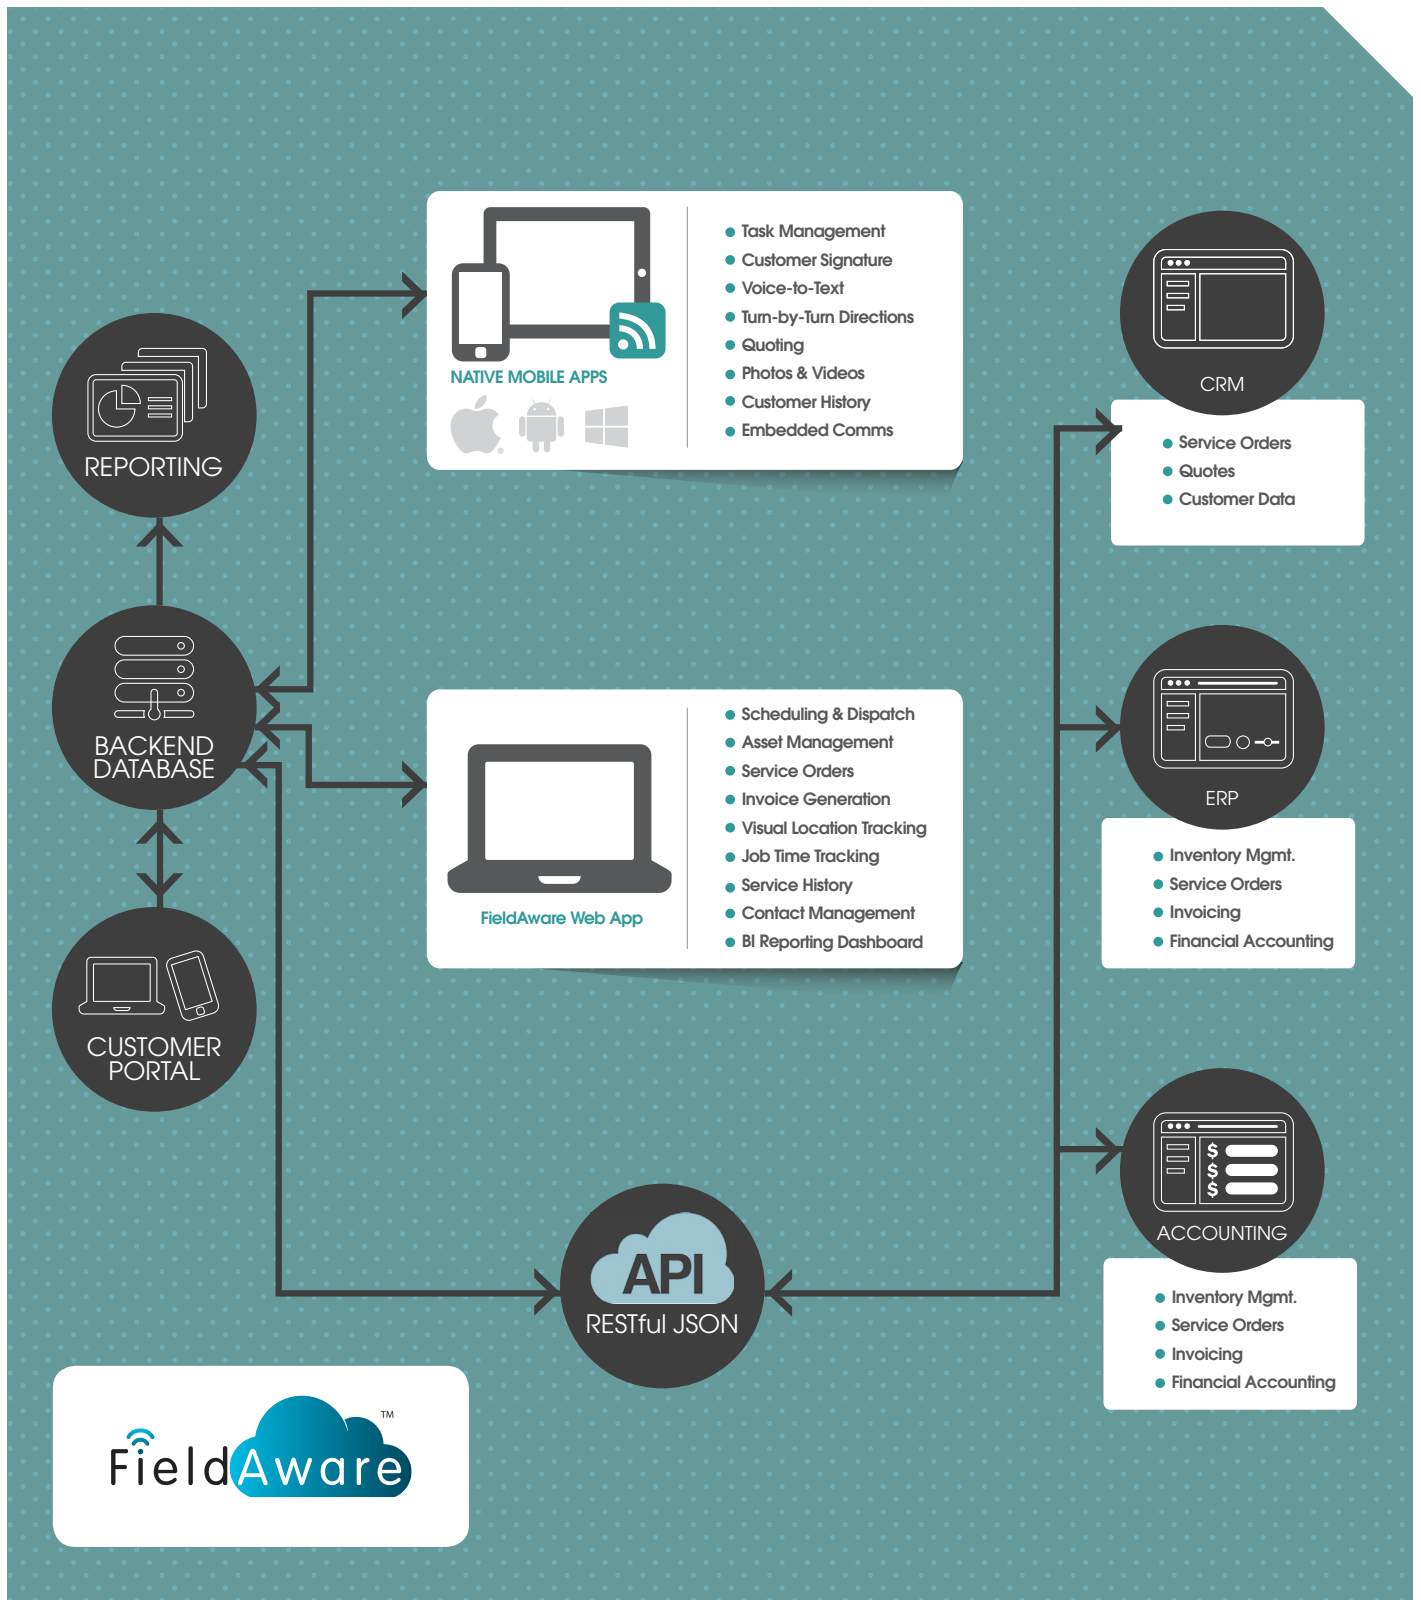 NATIVE MOBILE APPS
®
Task Management
Customer Signature
Voice-to-Text
Turn-by-Turn Directions
Quoting
Photos & Videos
Customer History
Embedded Comms
REPORTING
BACKEND
DATABASE
CUSTOMER
PORTAL
FieldAware Web App
Scheduling & Dispatch
Asset Management
Service Orders
Invoice Generation
Visual Location Tracking
Job Time Tracking
Service History
Contact Management
BI Reporting Dashboard
CRM
Service Orders
Quotes
Customer Data
ERP
Inventory Mgmt.
Service Orders
Invoicing
Financial Accounting
$
$
$
ACCOUNTING
Inventory Mgmt.
Service Orders
Invoicing
Financial Accounting
API
RESTful JSON
FieldAware TM